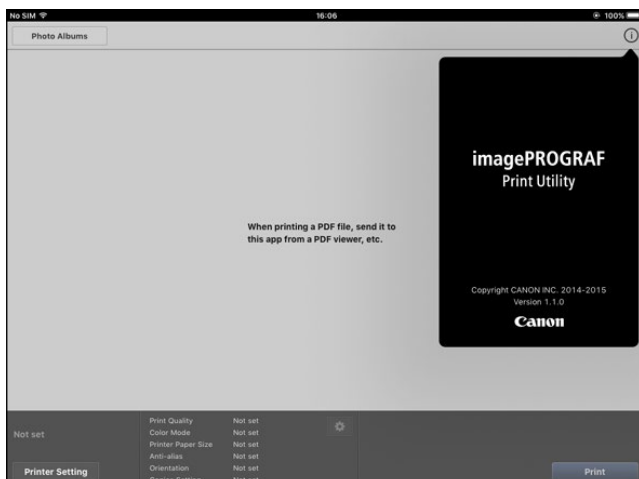 No SIM 16:06 100%
Photo Albums
imagePROGRAF
Print Utility
When printing a PDF file, send it to
this app from a PDF viewer, etc.
Copyright CANON INC. 2014-2015
Version 1.1.0
Canon
Not set
Print Quality Not set
Color Mode Not set
Printer Paper Size Not set
Anti-alias Not set
Orientation Not set
Printer Setting
Print